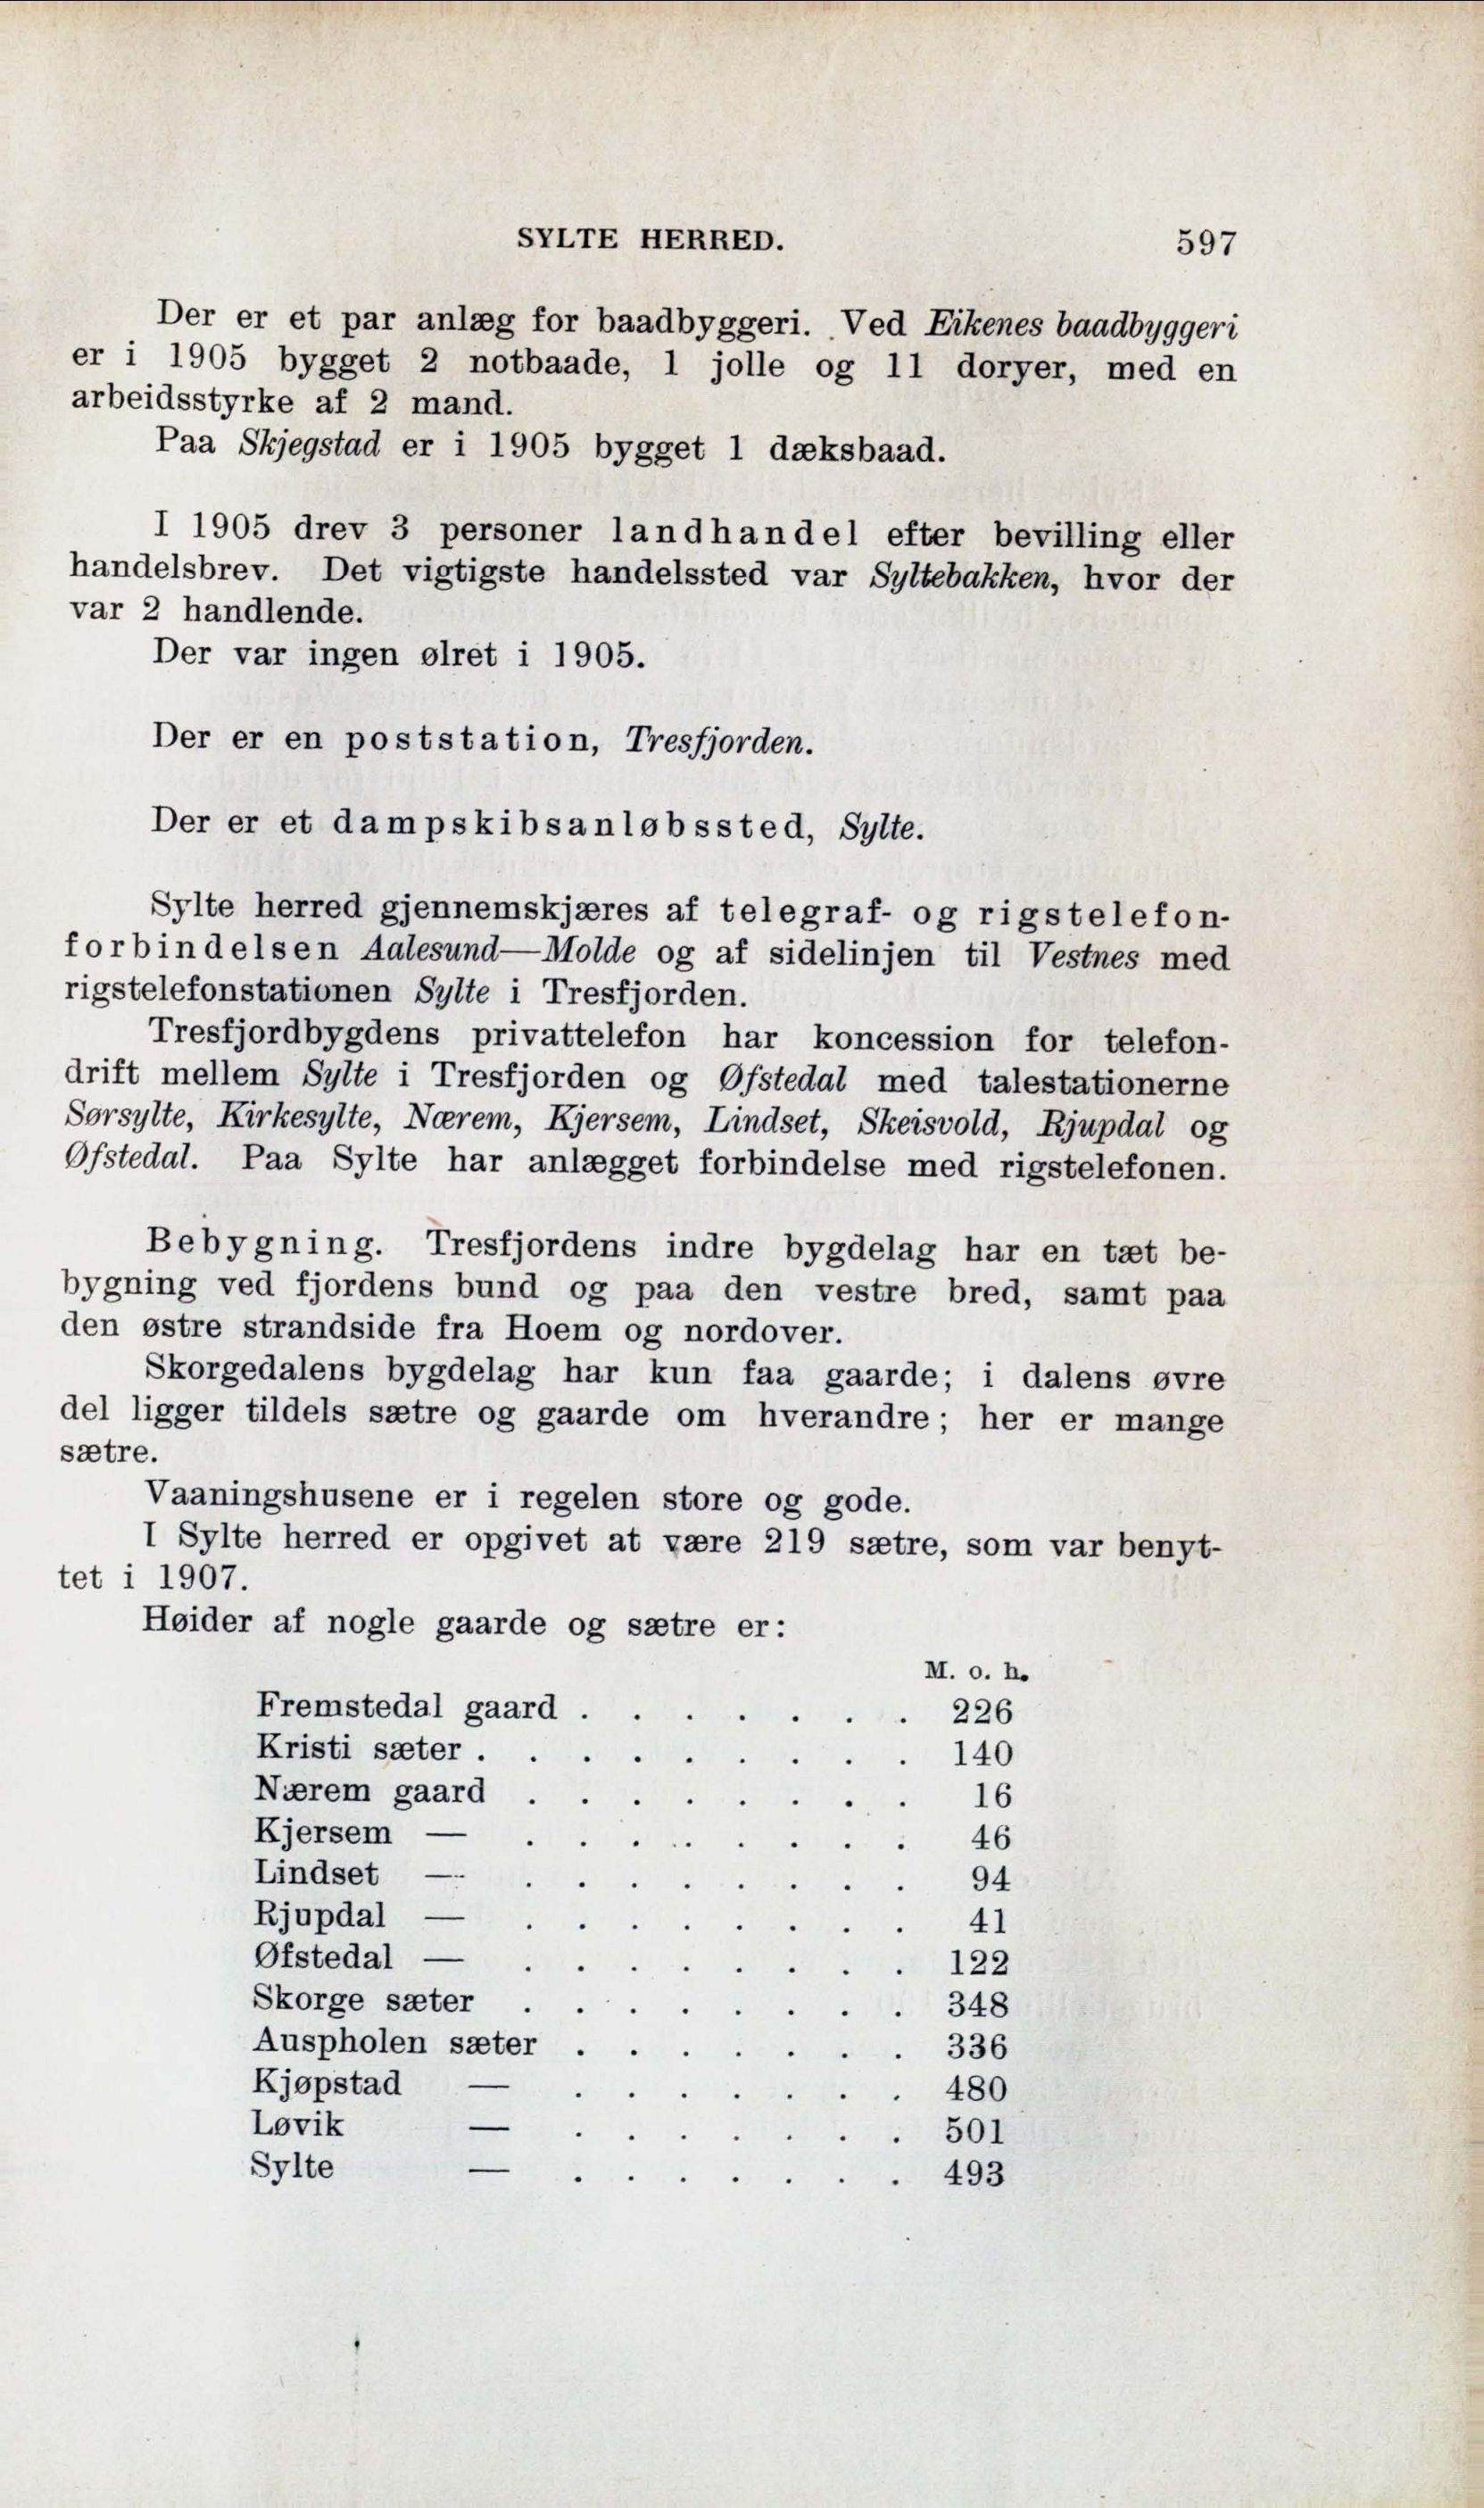 SYLTE HERRED. 597
Der er et par anlæg for baadbyggeri. Ved Eikenes baadbyggeri
er i 1905 bygget 2 notbaade, 1 jolle og 11 doryer, med en
arbeidsstyrke af 2 mand.
Paa Skjegstad er i 1905 bygget 1 dæksbaad.
I 1905 drev 3 personer landhandel efter bevilling eller
handelsbrev. Det vigtigste handelssted var Syltebakken, hvor der
var 2 handlende.
Der var ingen ølret i 1905.
Der er en poststation, Tresfjorden.
Der er et dampskibsanløbssted, Sylte.
Sylte herred gjennemskjæres af telegraf- og rigstelefon-
forbindelsen Aalesund—Molde og af sidelinjen til Vestnes med
rigstelefonstationen Sylte i Tresfjorden.
Tresfjordbygdens privattelefon har koncession for telefon-
drift mellem Sylte i Tresfjorden og Øfstedal med talestationerne
Sørsylte, Kirkesylte, Nærem, Kjersem, Lindset, Skeisvold, Rjupdal og
Øfstedal. Paa Sylte har anlægget forbindelse med rigstelefonen.
Bebygning. Tresfjordens indre bygdelag har en tæt be-
bygning ved fjordens bund og paa den vestre bred, samt paa
den østre strandside fra Hoem og nordover.
Skorgedalens bygdelag har kun faa gaarde; i dalens øvre
del ligger tildels sætre og gaarde om hverandre; her er mange
sætre.
Vaaningshusene er i regelen store og gode.
I Sylte herred er opgivet at være 219 sætre, som var benyt-
tet i 1907.
Høider af nogle gaarde og sætre er:
M. o. h.
Fremstedal gaard . . . . . . . 226
Kristi sæter . . . . . . . . . 140
Nærem gaard . . . . . . . . 16
Kjersem — . . . . . . . . 46
Lindset — . . . . . . . . 94
Rjupdal — . . . . . . . . 41
Øfstedal — . . . . . . . . 122
Skorge sæter . . . . . . . . 348
Auspholen sæter . . . . . . . 336
Kjøpstad — . . . . . . . 480
Løvik — . . . . . . . 501
Sylte — . . . . . . . 493